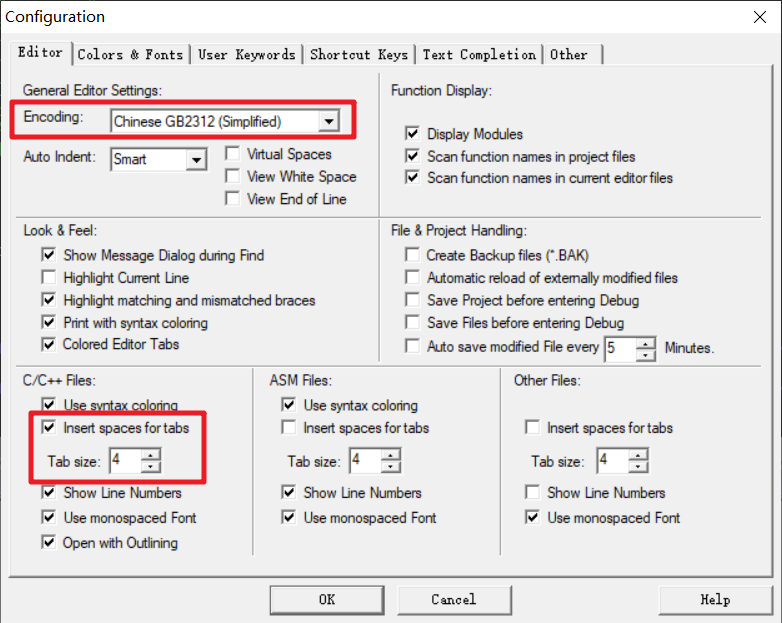 Configuration
Editor Colors & Fonts User Keywords Shortcut Keys Text Completion Other
General Editor Settings:
Encoding: Chinese GB2312 (Simplified)
Auto Indent: Smart
Virtual Spaces
View White Space
View End of Line
Function Display:
Display Modules
Scan function names in project files
Scan function names in current editor files
Look & Feel:
Show Message Dialog during Find
Highlight Current Line
Highlight matching and mismatched braces
Print with syntax coloring
Colored Editor Tabs
File & Project Handling:
Create Backup files (*.BAK)
Automatic reload of externally modified files
Save Project before entering Debug
Save Files before entering Debug
Auto save modified File every 5 Minutes.
C/C++ Files:
Use syntax coloring
Insert spaces for tabs
Tab size: 4
Show Line Numbers
Use monospaced Font
Open with Outlining
ASM Files:
Use syntax coloring
Insert spaces for tabs
Tab size: 4
Show Line Numbers
Use monospaced Font
Other Files:
Insert spaces for tabs
Tab size: 4
Show Line Numbers
Use monospaced Font
OK Cancel Help